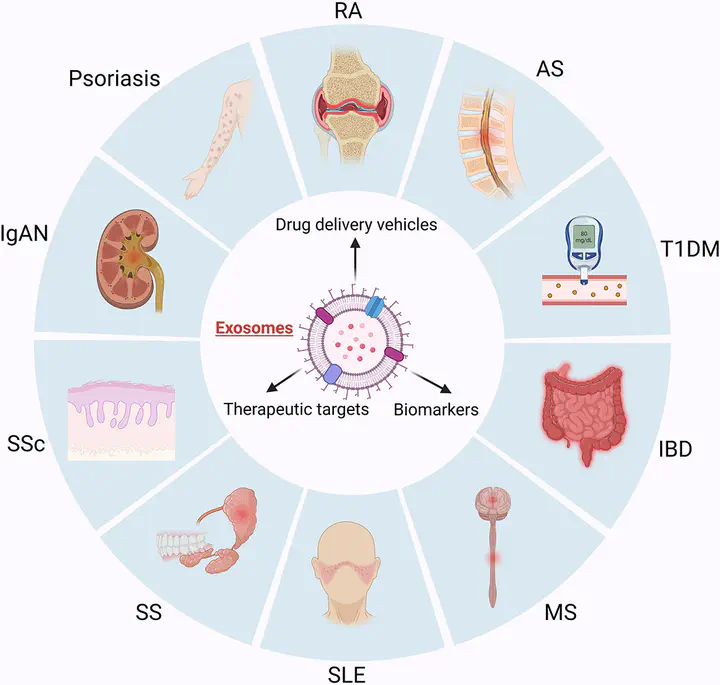 RA
AS
T1DM
IBD
MS
SLE
SS
SSc
IgAN
Psoriasis
80
mg/dL
Drug delivery vehicles
Exosomes
Therapeutic targets
Biomarkers